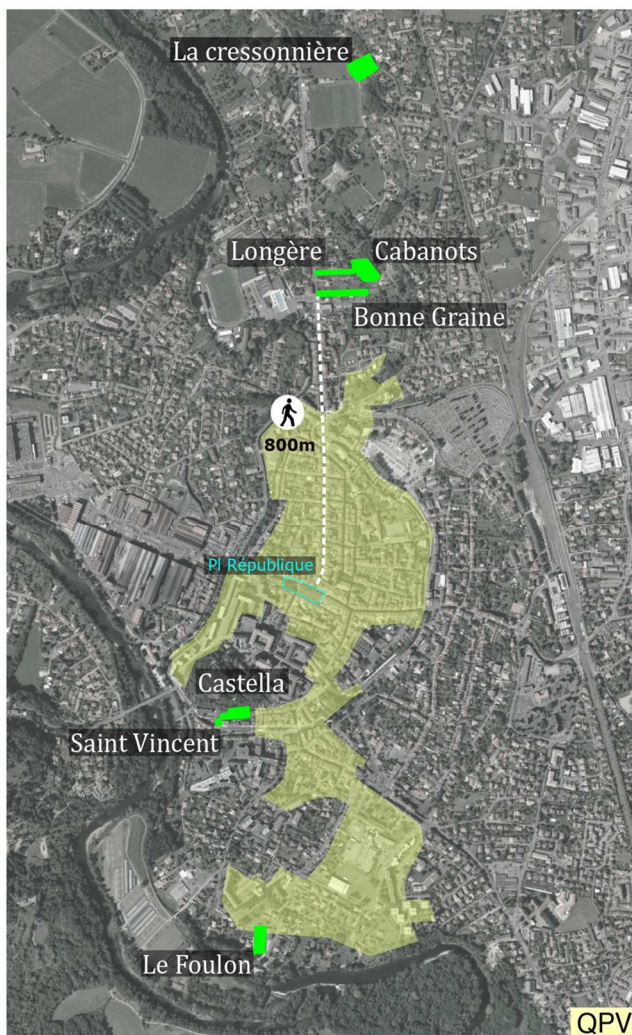 La cressonnière
Longère
Cabanots
Bonne Graine
800m
Pl République
Castella
Saint Vincent
Le Foulon
QPV